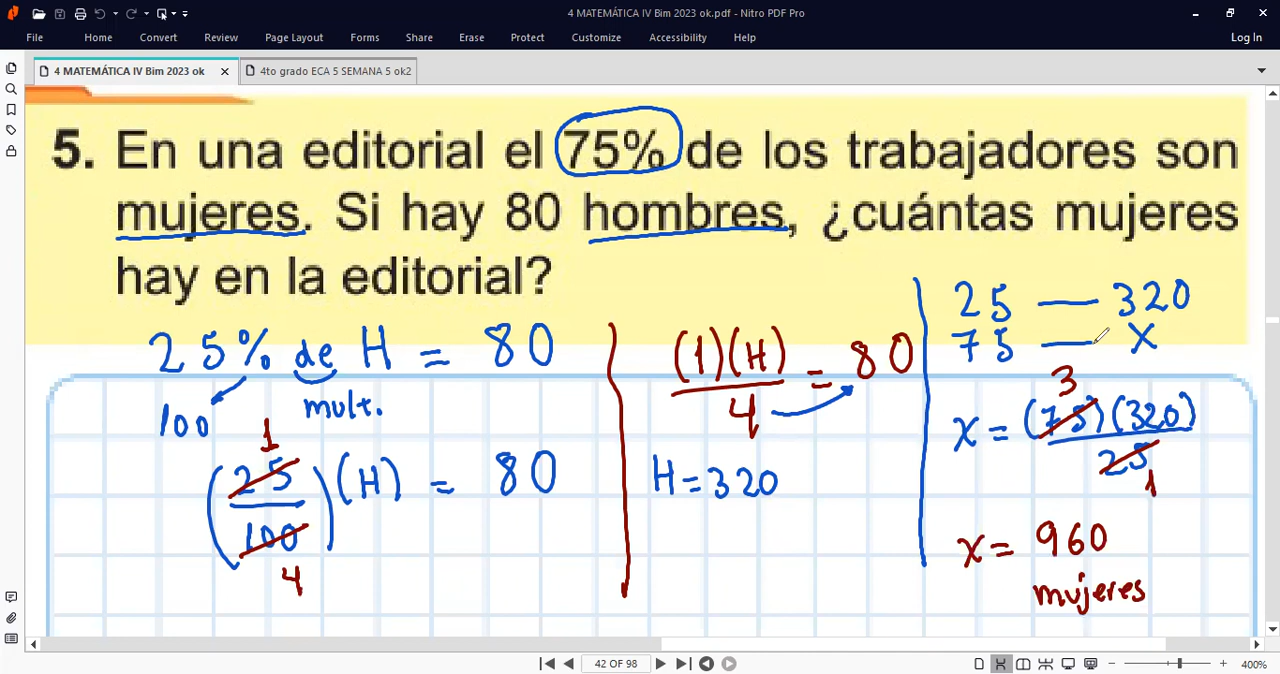 4 MATEMÁTICA IV Bim 2023 ok.pdf - Nitro PDF Pro
File Home Convert Review Page Layout Forms Share Erase Protect Customize Accessibility Help Log In
4 MATEMÁTICA IV Bim 2023 ok 4to grado ECA 5 SEMANA 5 ok2
5. En una editorial el 75% de los trabajadores son
mujeres. Si hay 80 hombres, ¿cuántas mujeres
hay en la editorial?
25% de H = 80
100 mult.
1
(25/100)(H) = 80
4
(1)(H)/4 = 80
H = 320
25 — 320
75 — X
3
x = (75)(320)/25
1
x = 960
mujeres
42 OF 98
400%